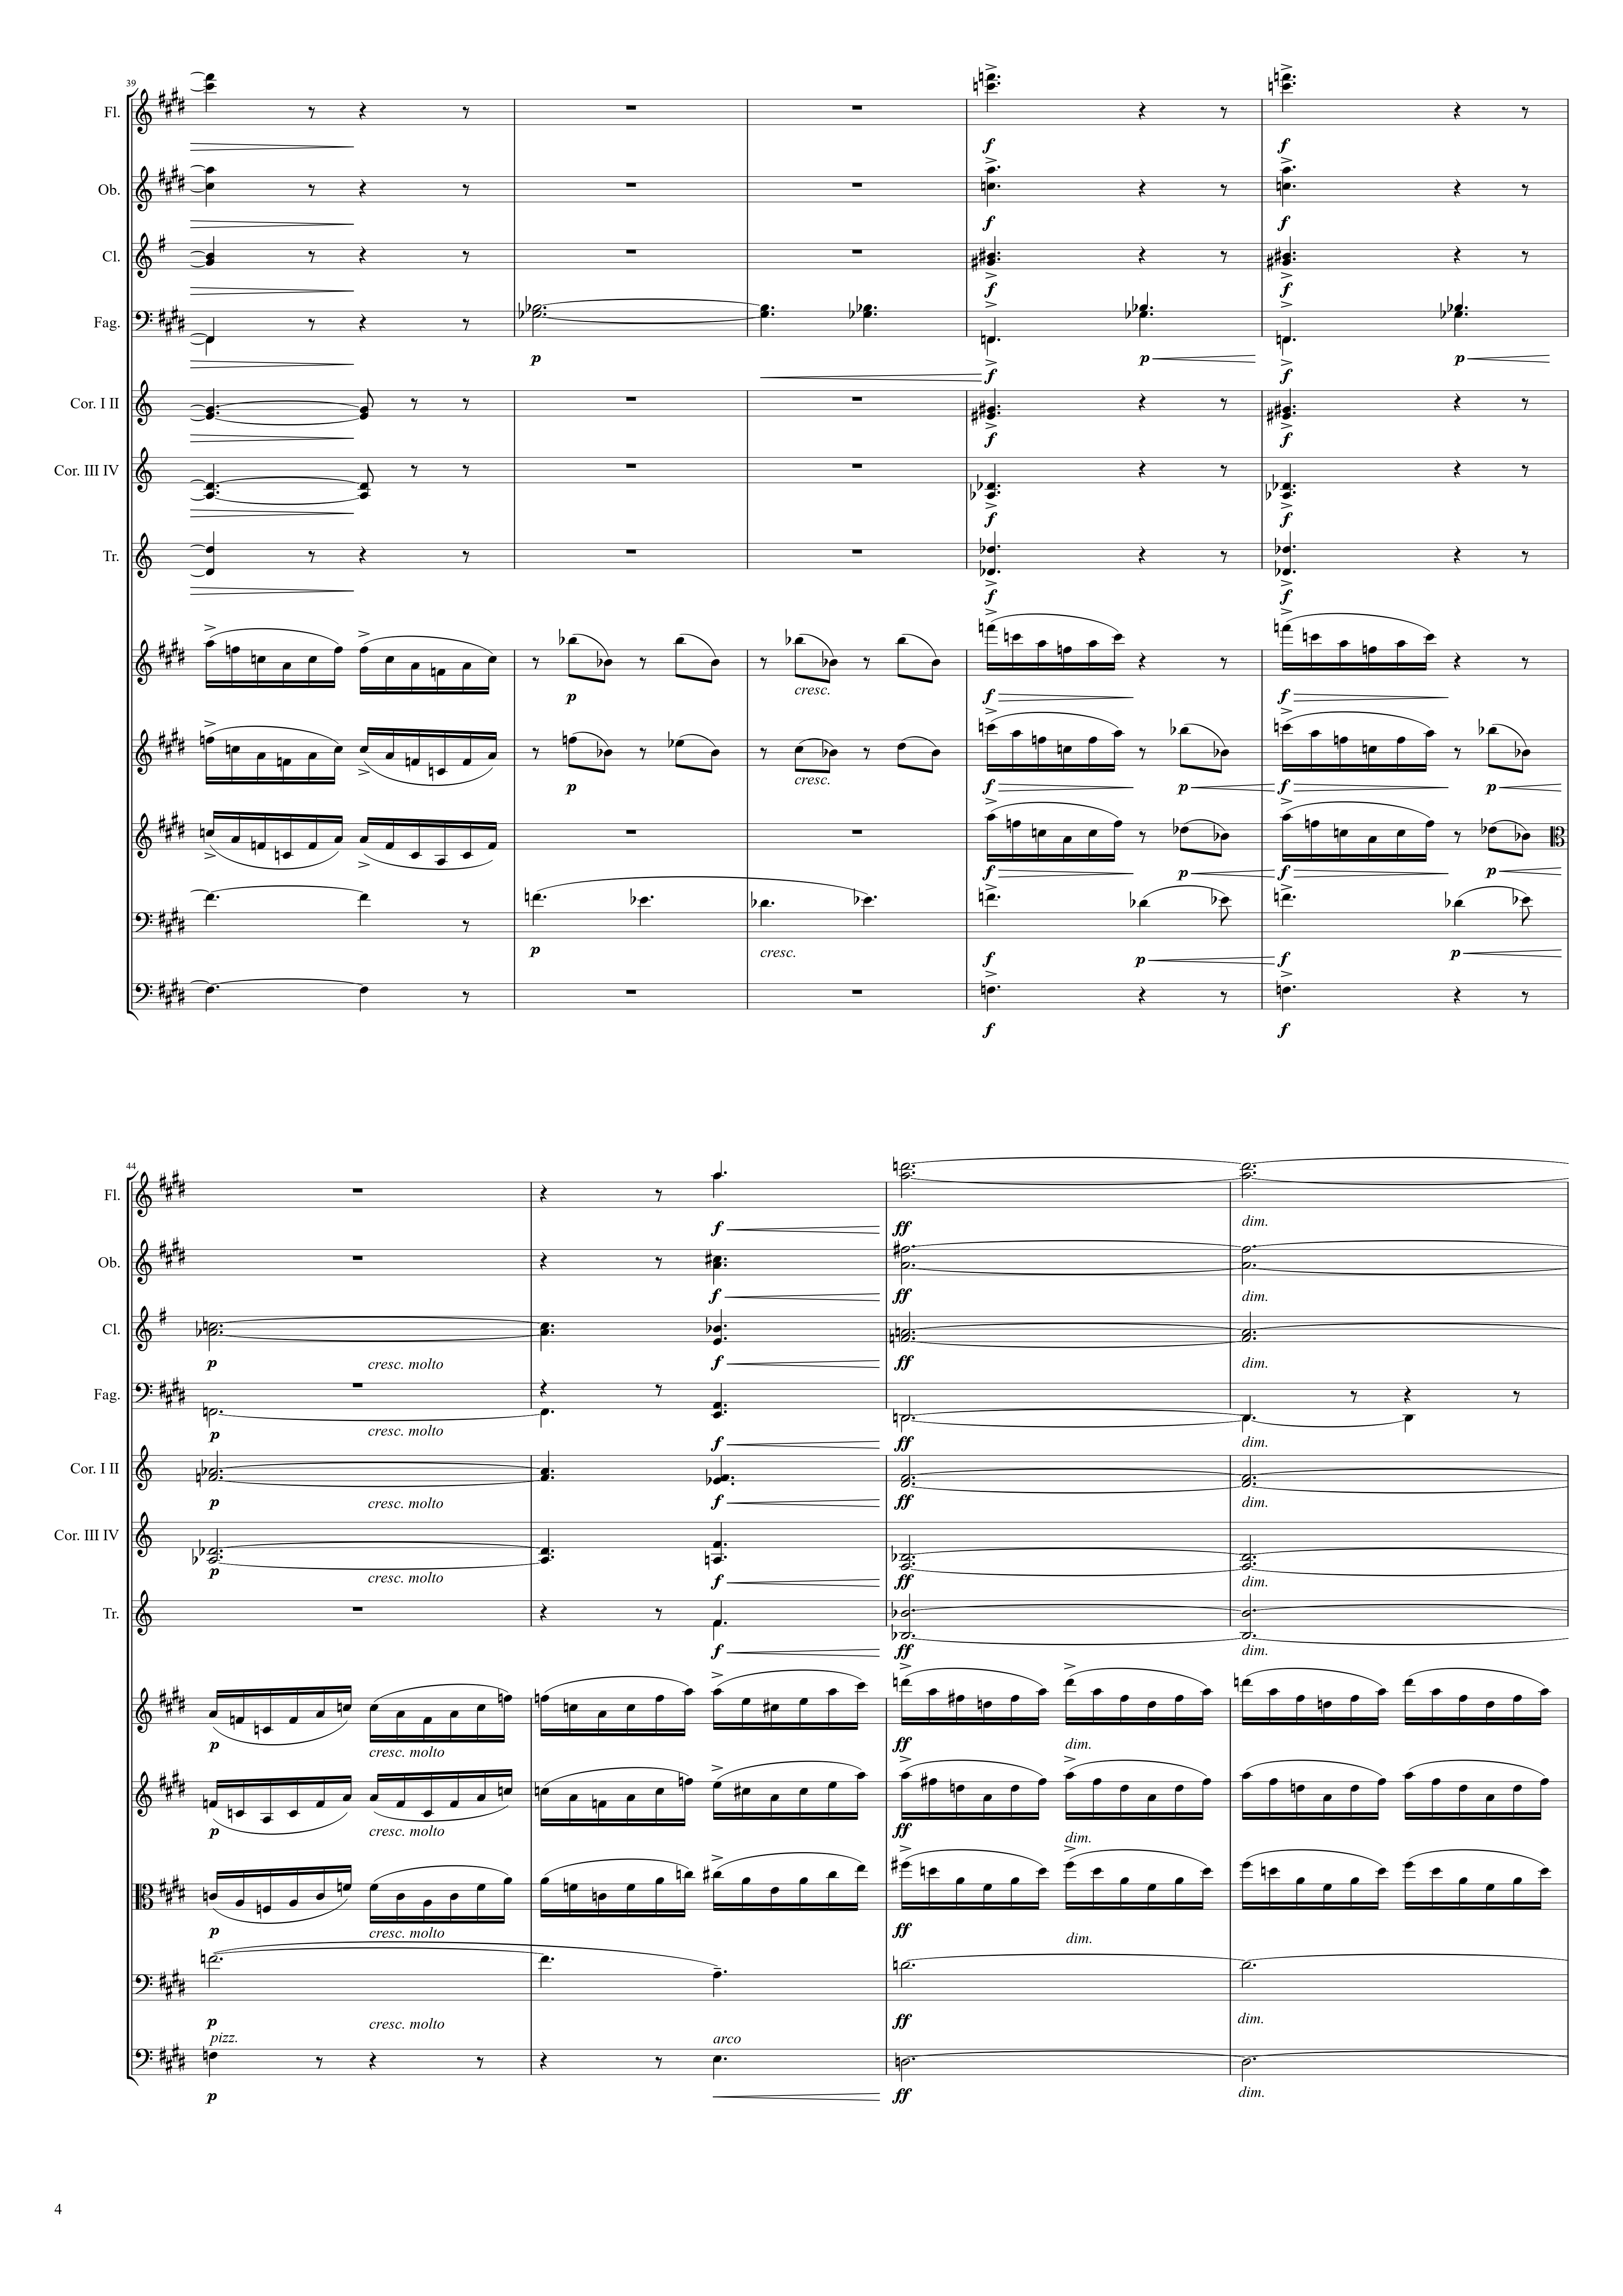 39
Fl.
f
f
Ob.
f
f
Cl.
f
f
Fag.
p
f
p
f
p
Cor. I II
f
f
Cor. III IV
f
f
Tr.
f
f
p
cresc.
f
f
p
cresc.
f
p
f
p
f
p
f
p
p
cresc.
f
p
f
p
f
f
44
Fl.
f
ff
dim.
Ob.
f
ff
dim.
Cl.
p
cresc. molto
f
ff
dim.
Fag.
p
cresc. molto
f
ff
dim.
Cor. I II
p
cresc. molto
f
ff
dim.
Cor. III IV
p
cresc. molto
f
ff
dim.
Tr.
f
ff
dim.
p
cresc. molto
ff
dim.
p
cresc. molto
ff
dim.
p
cresc. molto
ff
dim.
p
cresc. molto
ff
dim.
pizz.
arco
p
ff
dim.
4